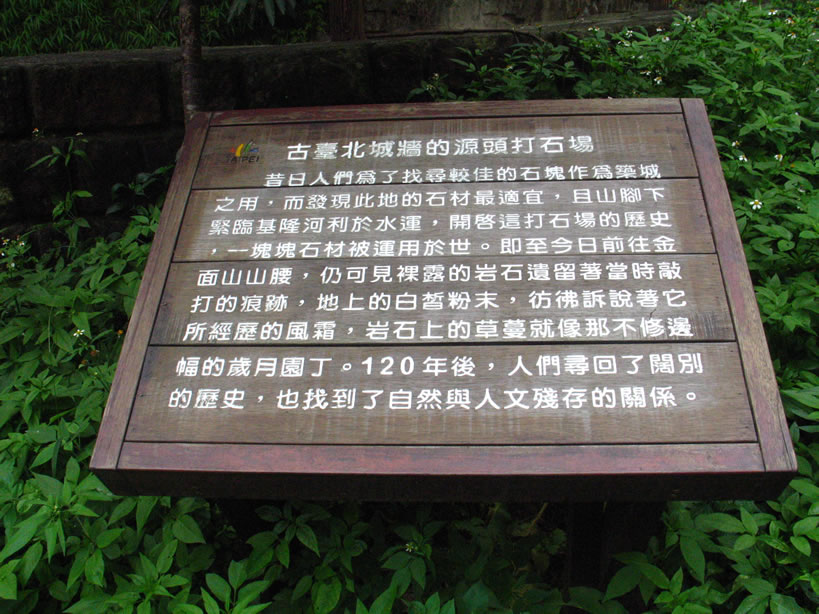 TAIPEI
古臺北城牆的源頭打石場
昔日人們為了找尋較佳的石塊作為築城
之用，而發現此地的石材最適宜，且山腳下
緊臨基隆河利於水運，開啓這打石場的歷史
，一塊塊石材被運用於世。即至今日前往金
面山山腰，仍可見裸露的岩石遺留著當時敲
打的痕跡，地上的白皙粉末，彷彿訴說著它
所經歷的風霜，岩石上的草蔓就像那不修邊
幅的歲月園丁。120年後，人們尋回了闊別
的歷史，也找到了自然與人文殘存的關係。